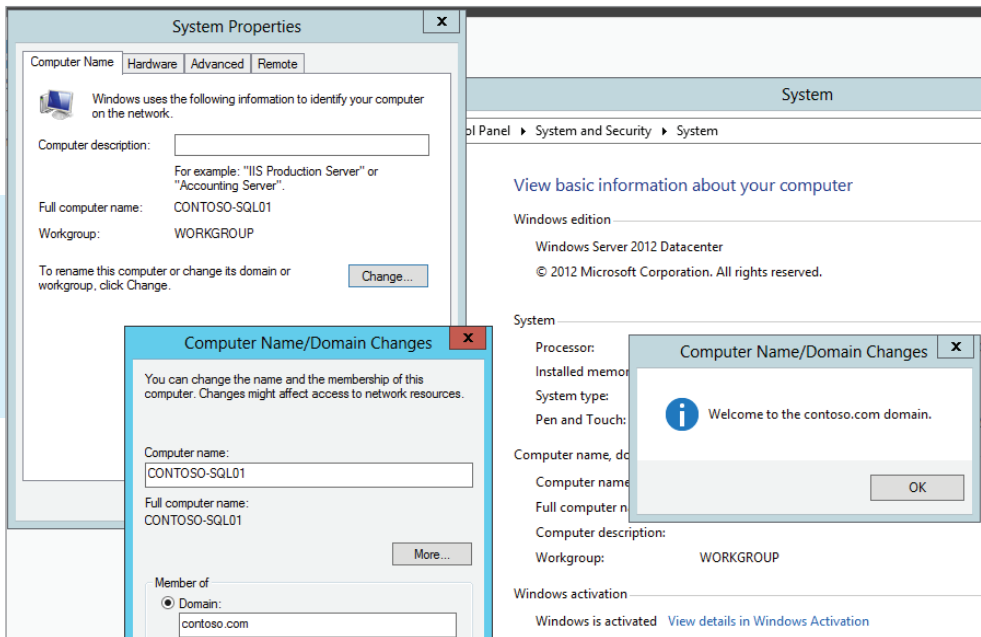 System Properties
x
Computer Name
Hardware
Advanced
Remote
Windows uses the following information to identify your computer
on the network.
Computer description:
For example: "IIS Production Server" or
"Accounting Server".
Full computer name:
CONTOSO-SQL01
Workgroup:
WORKGROUP
To rename this computer or change its domain or
workgroup, click Change.
Change...
Computer Name/Domain Changes
x
You can change the name and the membership of this
computer. Changes might affect access to network resources.
Computer name:
CONTOSO-SQL01
Full computer name:
CONTOSO-SQL01
More...
Member of
Domain:
contoso.com
System
Panel ▸ System and Security ▸ System
View basic information about your computer
Windows edition
Windows Server 2012 Datacenter
© 2012 Microsoft Corporation. All rights reserved.
System
Processor:
Installed
System type:
Pen and Touch:
Computer name,
Computer name
Full computer
Computer description:
Workgroup:
WORKGROUP
Windows activation
Windows is activated View details in Windows Activation
Computer Name/Domain Changes
x
Welcome to the contoso.com domain.
OK